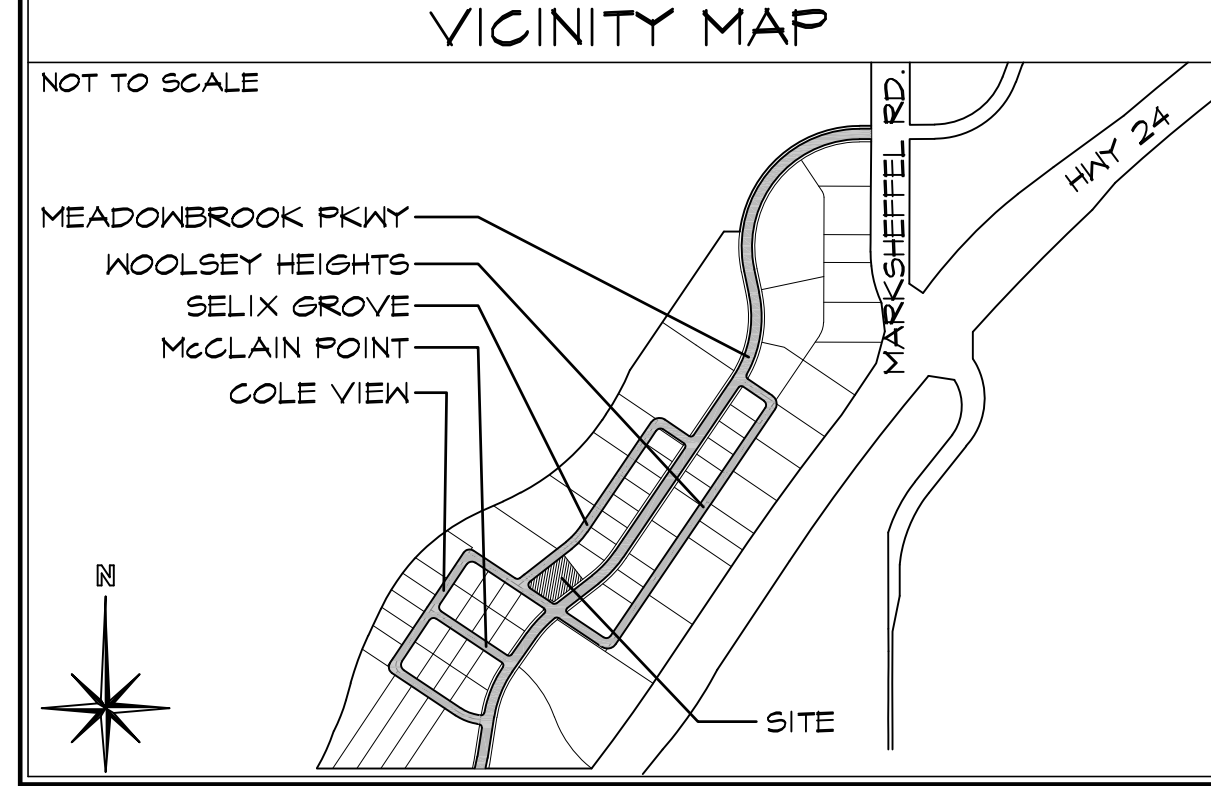 VICINITY MAP
NOT TO SCALE
MARKSHEFFEL RD.
HWY 24
MEADOWBROOK PKWY
WOOLSEY HEIGHTS
SELIX GROVE
McCLAIN POINT
COLE VIEW
N
SITE